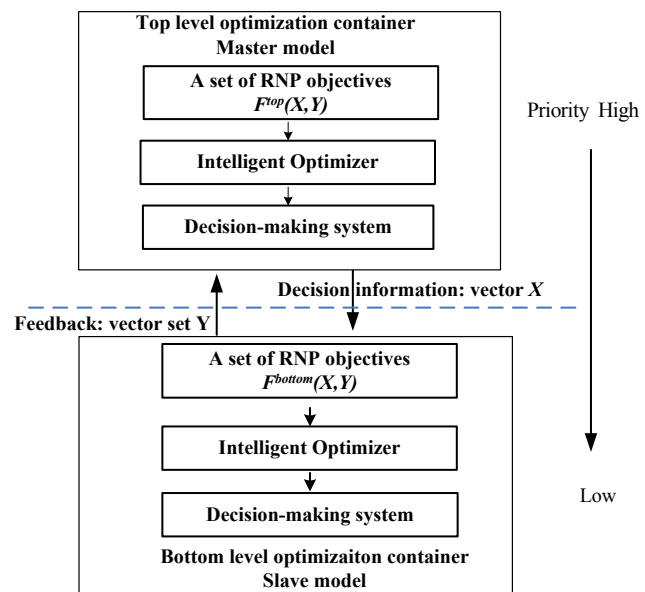 Top level optimization container
Master model
A set of RNP objectives
F^top(X,Y)
Intelligent Optimizer
Decision-making system
Priority High
Decision information: vector X
Feedback: vector set Y
A set of RNP objectives
F^bottom(X,Y)
Intelligent Optimizer
Decision-making system
Low
Bottom level optimizaiton container
Slave model